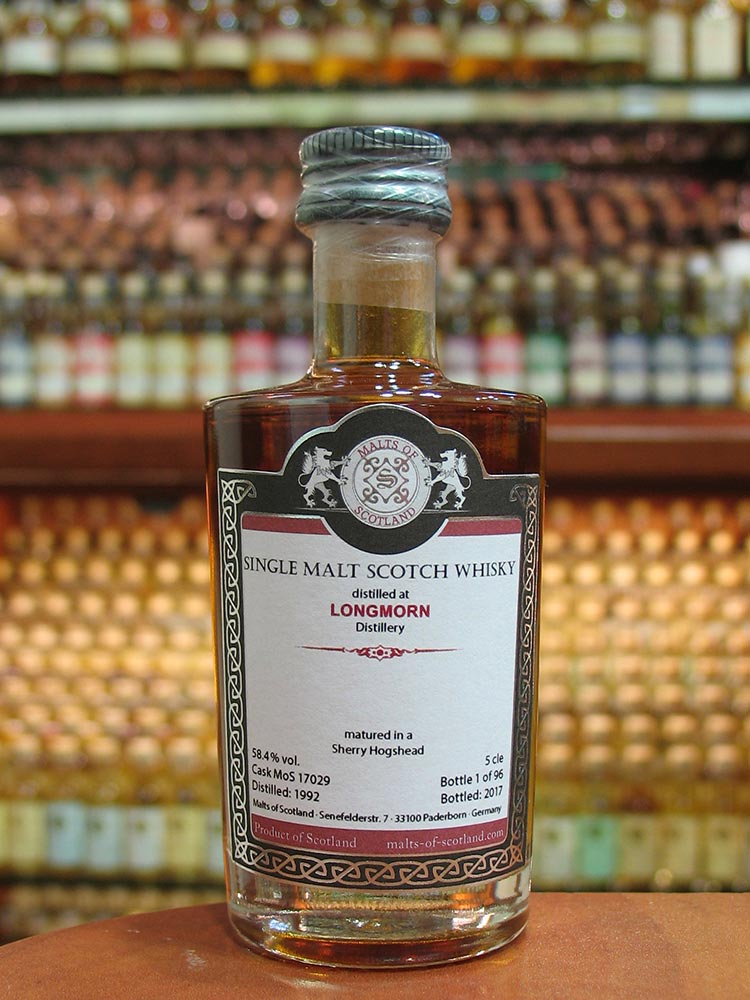 MALTS OF
S
SCOTLAND
SINGLE MALT SCOTCH WHISKY
distilled at
LONGMORN
Distillery
matured in a
Sherry Hogshead
58.4% vol. 5 cle
Cask MoS 17029 Bottle 1 of 96
Distilled: 1992 Bottled: 2017
Malts of Scotland · Senefelderstr. 7 · 33100 Paderborn · Germany
Product of Scotland malts-of-scotland.com